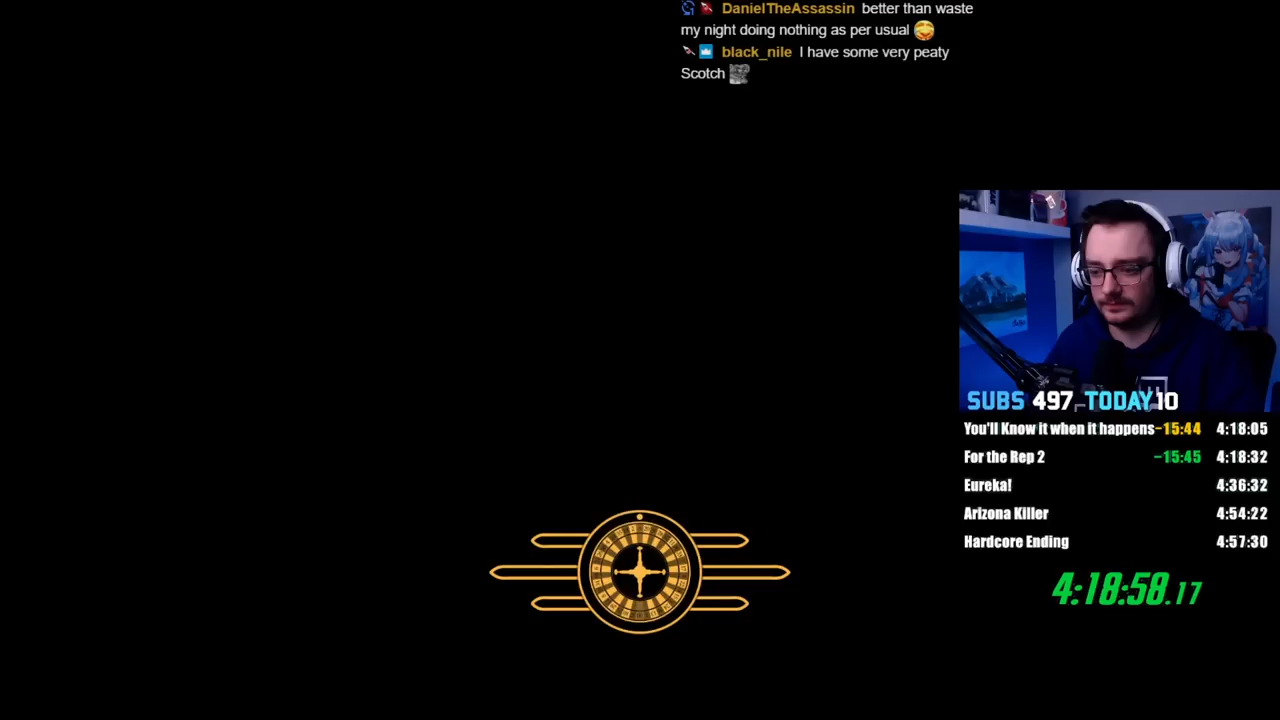 DanielTheAssassin better than waste
my night doing nothing as per usual
black_nile I have some very peaty
Scotch
SUBS 497 TODAY 10
You'll Know it when it happens -15:44 4:18:05
For the Rep 2 -15:45 4:18:32
Eureka! 4:36:32
Arizona Killer 4:54:22
Hardcore Ending 4:57:30
4:18:58.17